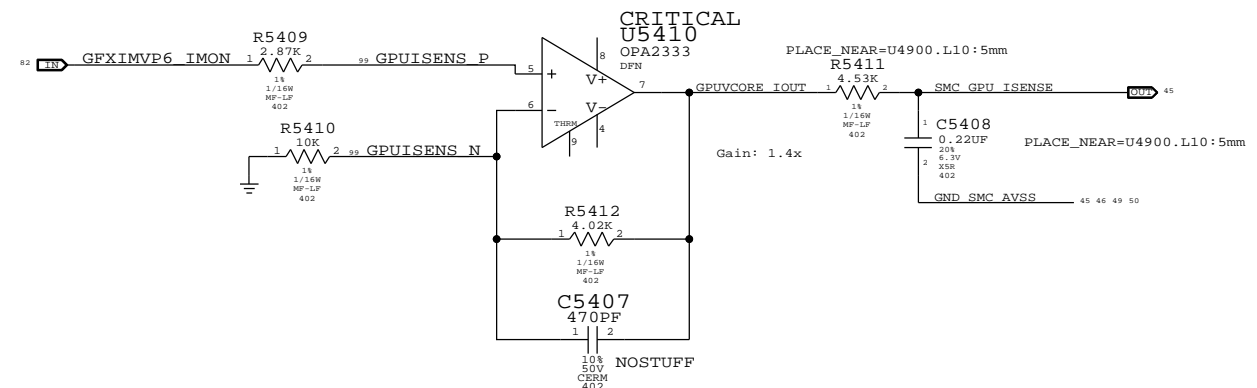 CRITICAL
U5410
OPA2333
DFN
R5409
2.87K
82 IN GFXIMVP6_IMON 1 2 99 GPUISENS_P
1%
1/16W
MF-LF
402
5 + 8 V+
6 - V- 7
THRM
9 4
R5410
10K
1 2 99 GPUISENS_N
1%
1/16W
MF-LF
402
GPUVCORE_IOUT
Gain: 1.4x
PLACE_NEAR=U4900.L10:5mm
R5411
4.53K
1 2
1%
1/16W
MF-LF
402
SMC_GPU_ISENSE OUT 45
1 C5408
0.22UF
20%
2 6.3V
X5R
402
PLACE_NEAR=U4900.L10:5mm
GND_SMC_AVSS 45 46 49 50
R5412
4.02K
1 2
1%
1/16W
MF-LF
402
C5407
470PF
1 2
10%
50V
CERM
402
NOSTUFF